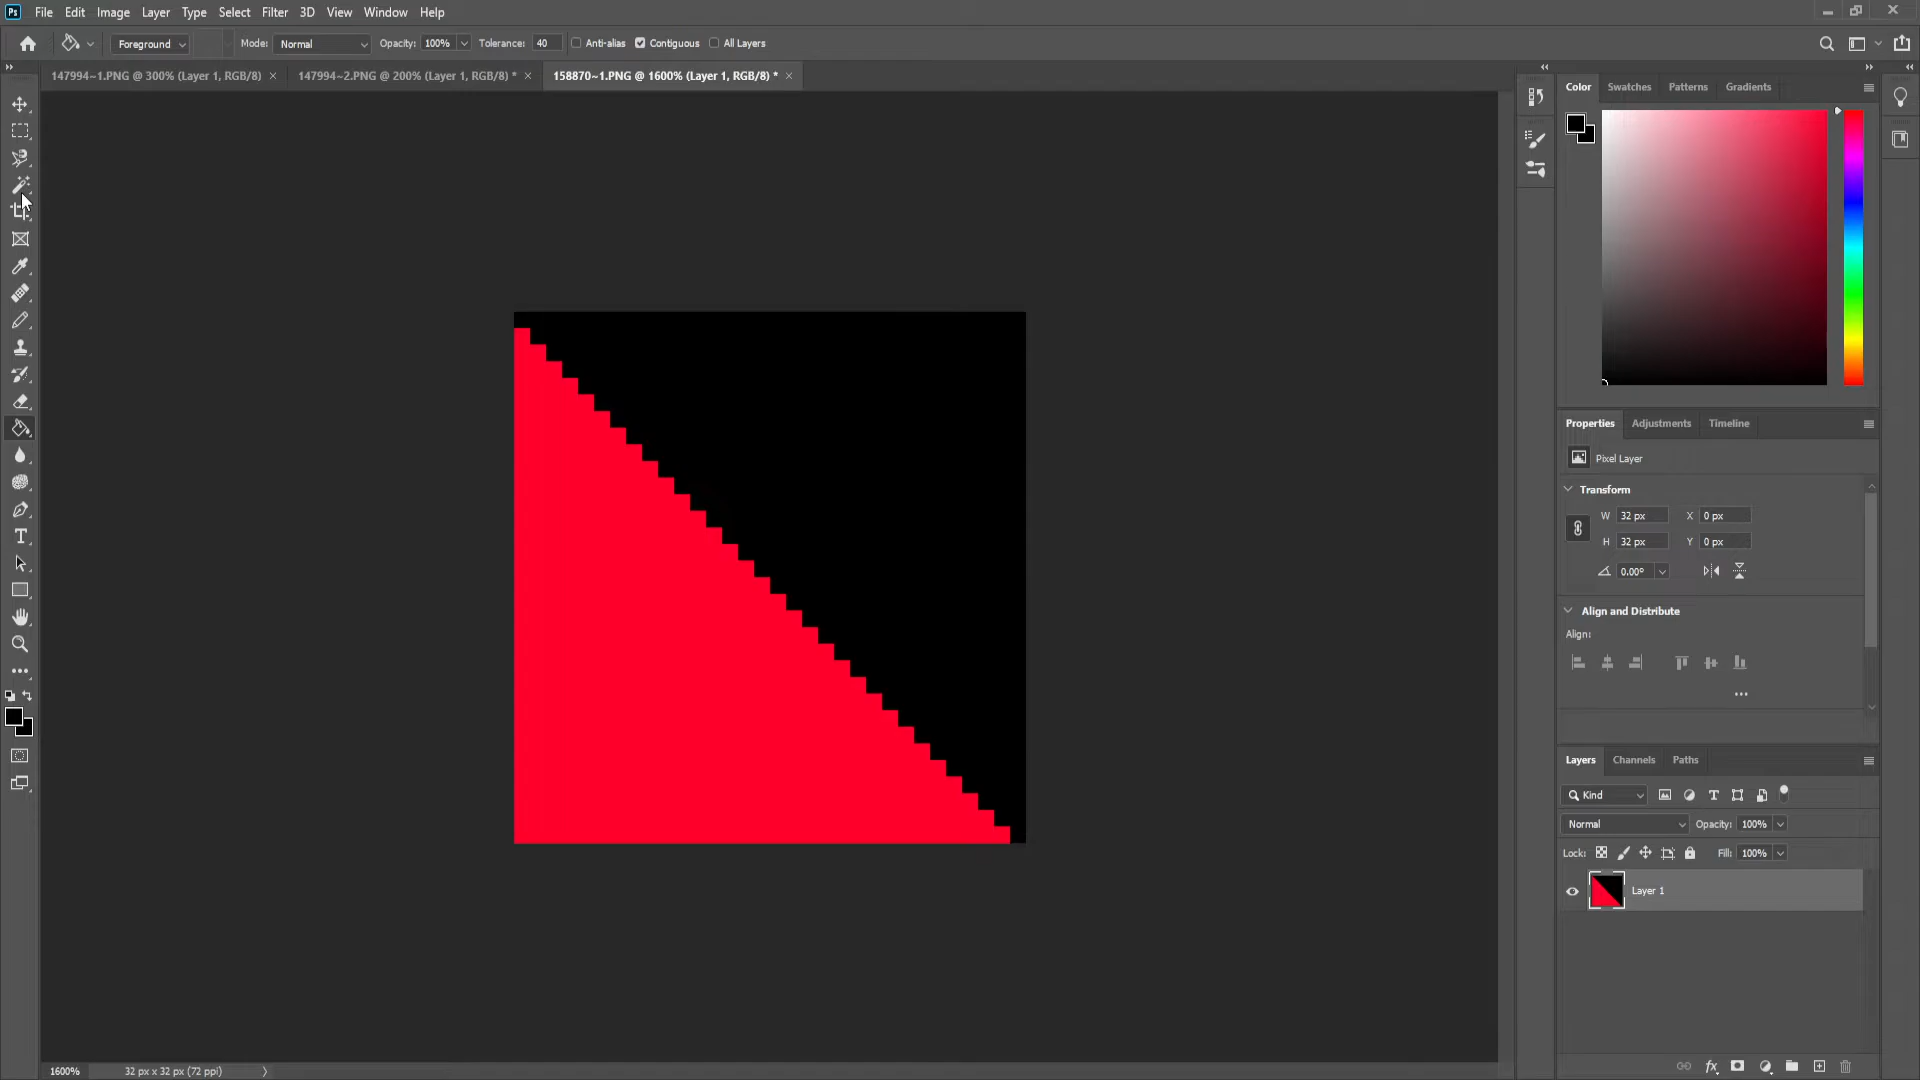 Ps File Edit Image Layer Type Select Filter 3D View Window Help
Foreground Mode: Normal Opacity: 100% Tolerance: 40 Anti-alias Contiguous All Layers
147994~1.PNG @ 300% (Layer 1, RGB/8) 147994~2.PNG @ 200% (Layer 1, RGB/8) * 158870~1.PNG @ 1600% (Layer 1, RGB/8) *
Color Swatches Patterns Gradients
Properties Adjustments Timeline
Pixel Layer
Transform
W 32 px X 0 px
H 32 px Y 0 px
0.00°
Align and Distribute
Align:
Layers Channels Paths
Kind
Normal Opacity: 100%
Lock: Fill: 100%
Layer 1
fx
1600% 32 px x 32 px (72 ppi)